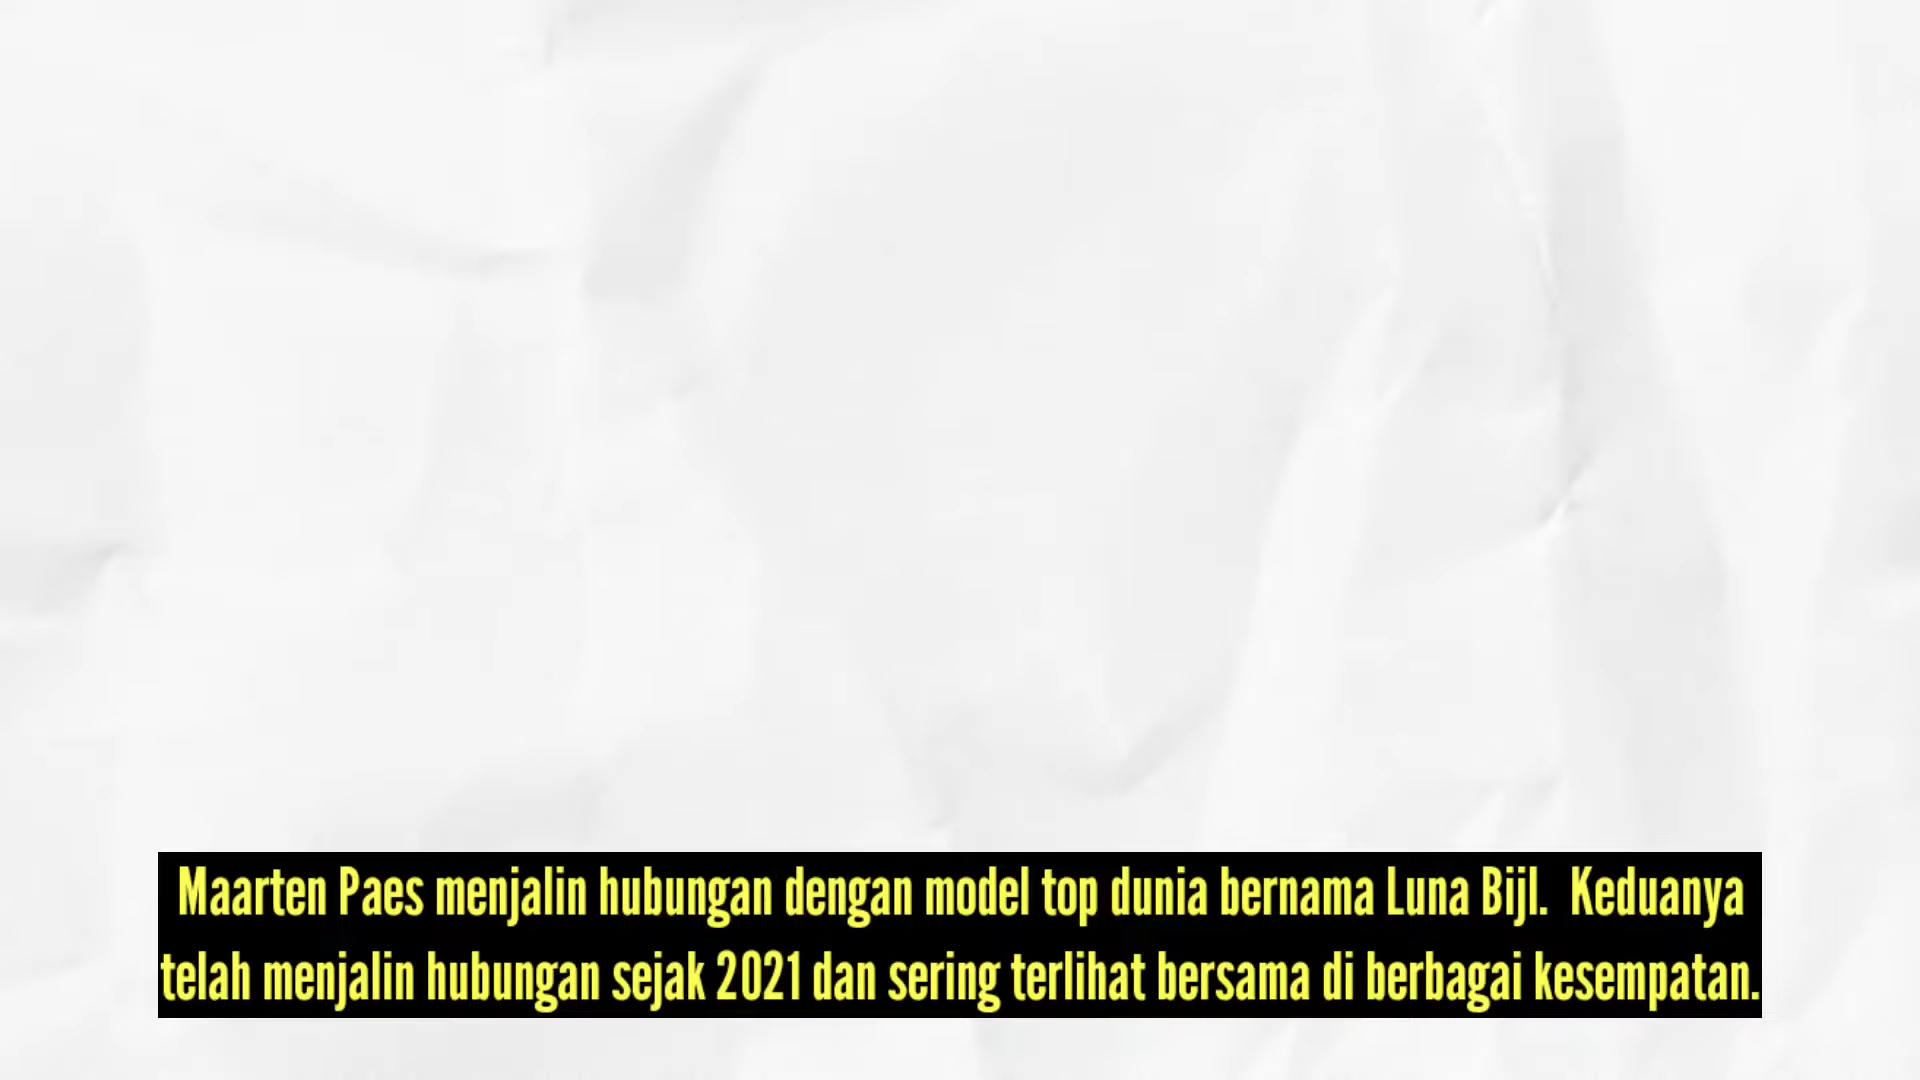 Maarten Paes menjalin hubungan dengan model top dunia bernama Luna Bijl.  Keduanya
telah menjalin hubungan sejak 2021 dan sering terlihat bersama di berbagai kesempatan.